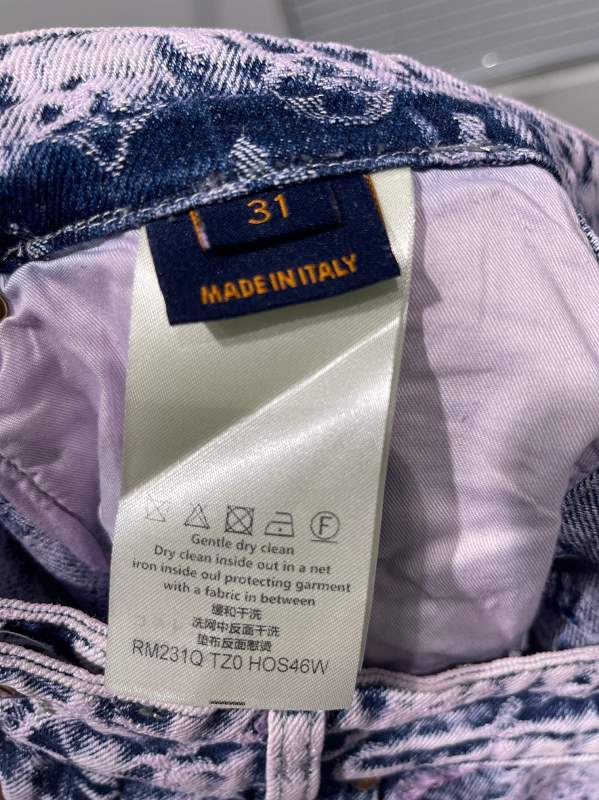 31
MADE IN ITALY
F
Gentle dry clean
Dry clean inside out in a net
iron inside oul protecting garment
with a fabric in between
缓和干洗
洗网中反面干洗
垫布反面慰烫
RM231Q TZ0 HOS46W